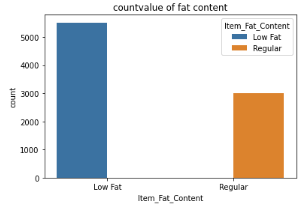 countvalue of fat content
Item_Fat_Content
Low Fat
Regular
5000
4000
3000
2000
1000
0
count
Low Fat
Regular
Item_Fat_Content